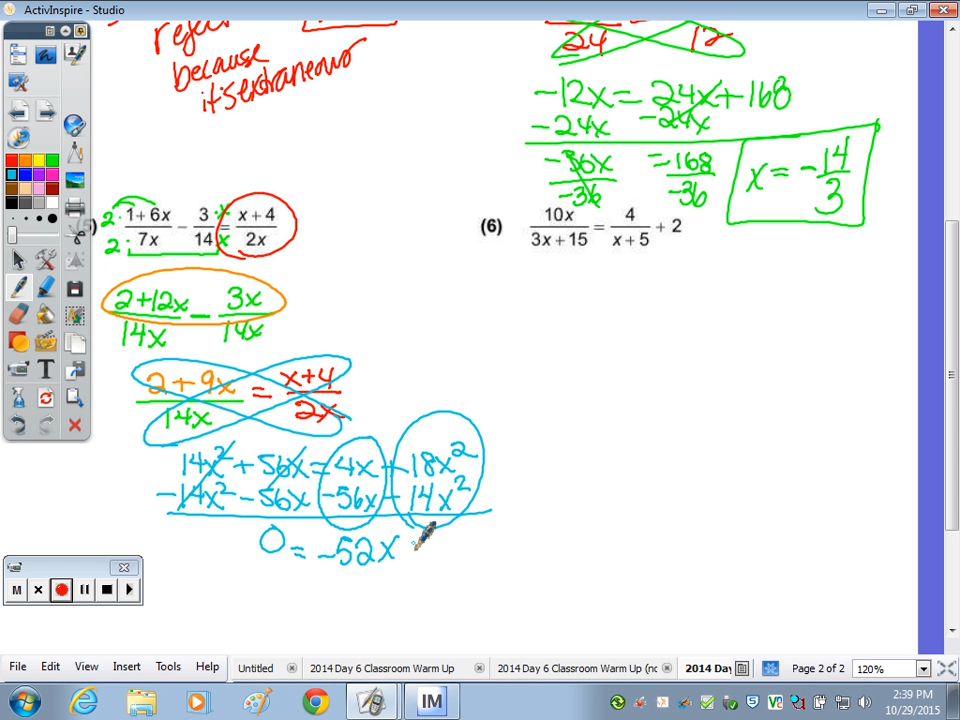 ActivInspire - Studio
reject
because
it's extraneous
24 12
-12x = 24x + 168
-24x -24x
-36x = -168
-36 -36
x = -14/3
(5) 2· 1 + 6x / 7x ·2 - 3 / 14 ·x ·x = x + 4 / 2x
(6) 10x / 3x + 15 = 4 / x + 5 + 2
2+12x / 14x - 3x / 14x
2 + 9x / 14x = x+4 / 2x
14x² + 56x = 4x + 18x²
-14x² - 56x -56x - 14x²
0 = -52x
M
File Edit View Insert Tools Help
Untitled
2014 Day 6 Classroom Warm Up
2014 Day 6 Classroom Warm Up (no
2014 Day
Page 2 of 2
120%
IM
2:39 PM
10/29/2015